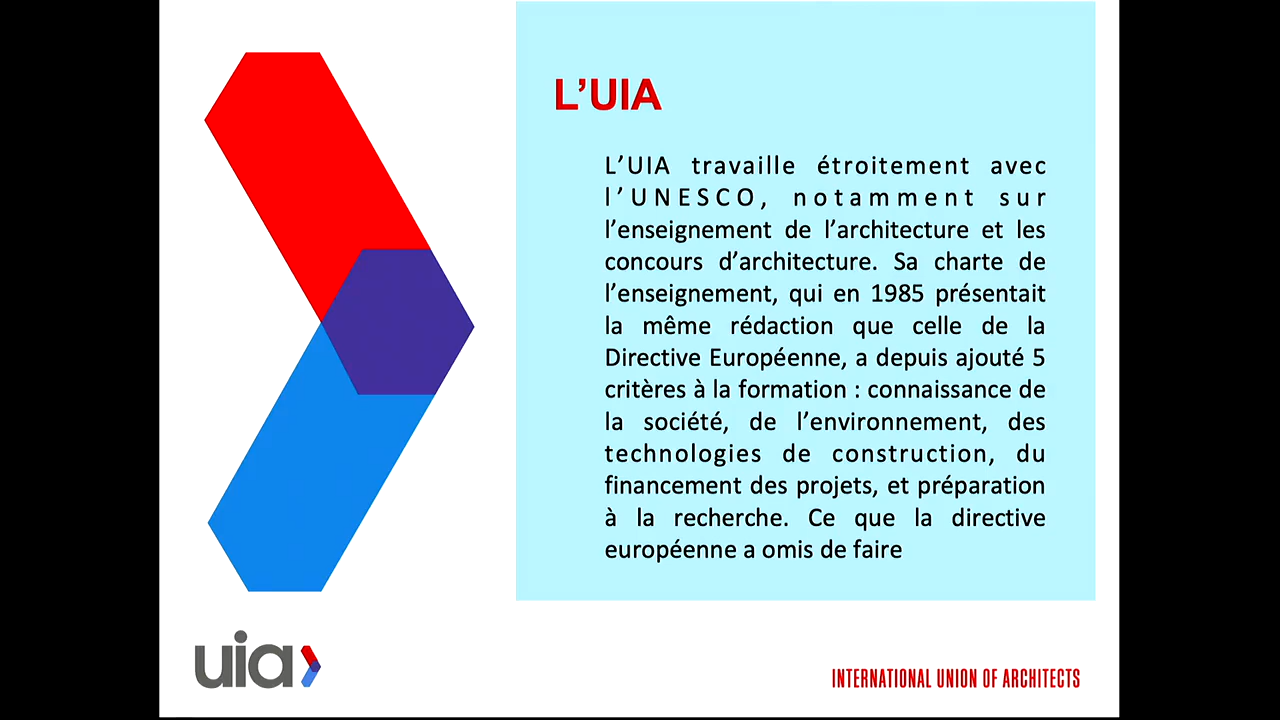 L’UIA
L’UIA travaille étroitement avec
l’UNESCO, notamment sur
l’enseignement de l’architecture et les
concours d’architecture. Sa charte de
l’enseignement, qui en 1985 présentait
la même rédaction que celle de la
Directive Européenne, a depuis ajouté 5
critères à la formation : connaissance de
la société, de l’environnement, des
technologies de construction, du
financement des projets, et préparation
à la recherche. Ce que la directive
européenne a omis de faire
uia
INTERNATIONAL UNION OF ARCHITECTS